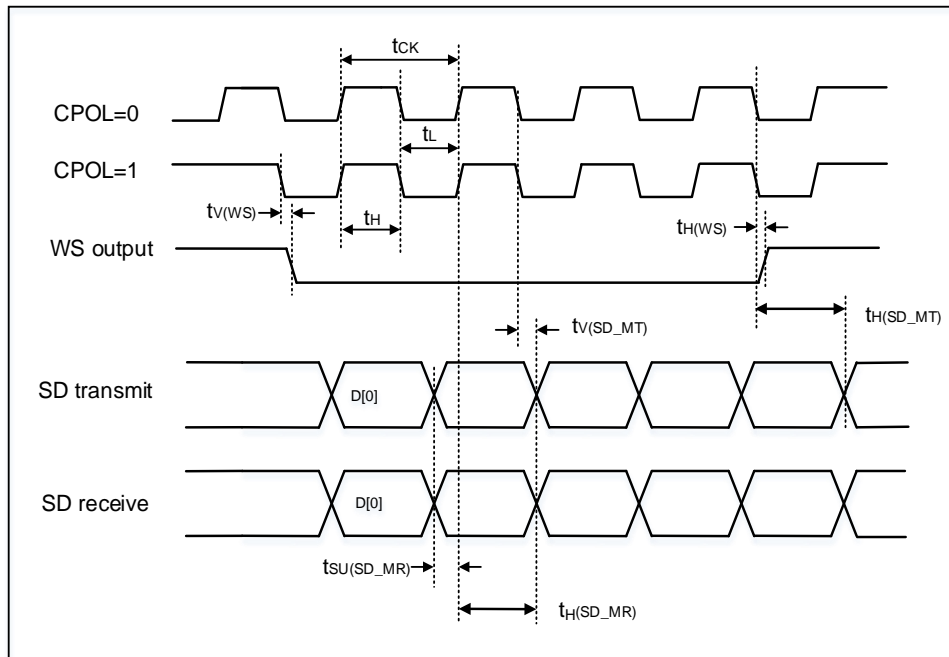 tCK
CPOL=0
tL
CPOL=1
tV(WS)
tH
tH(WS)
WS output
tH(SD_MT)
tV(SD_MT)
SD transmit
D[0]
SD receive
D[0]
tSU(SD_MR)
tH(SD_MR)